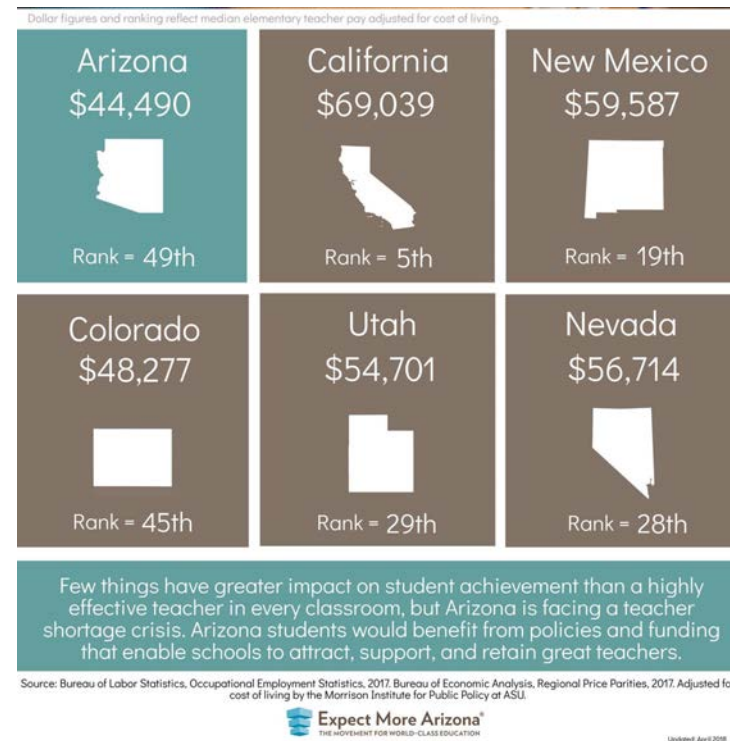 Dollar figures and ranking reflect median elementary teacher pay adjusted for cost of living.
Arizona
$44,490
Rank = 49th
California
$69,039
Rank = 5th
New Mexico
$59,587
Rank = 19th
Colorado
$48,277
Rank = 45th
Utah
$54,701
Rank = 29th
Nevada
$56,714
Rank = 28th
Few things have greater impact on student achievement than a highly
effective teacher in every classroom, but Arizona is facing a teacher
shortage crisis. Arizona students would benefit from policies and funding
that enable schools to attract, support, and retain great teachers.
Source: Bureau of Labor Statistics, Occupational Employment Statistics, 2017. Bureau of Economic Analysis, Regional Price Parities, 2017. Adjusted fo
cost of living by the Morrison Institute for Public Policy at ASU.
Expect More Arizona
THE MOVEMENT FOR WORLD-CLASS EDUCATION
Updated: April 2018